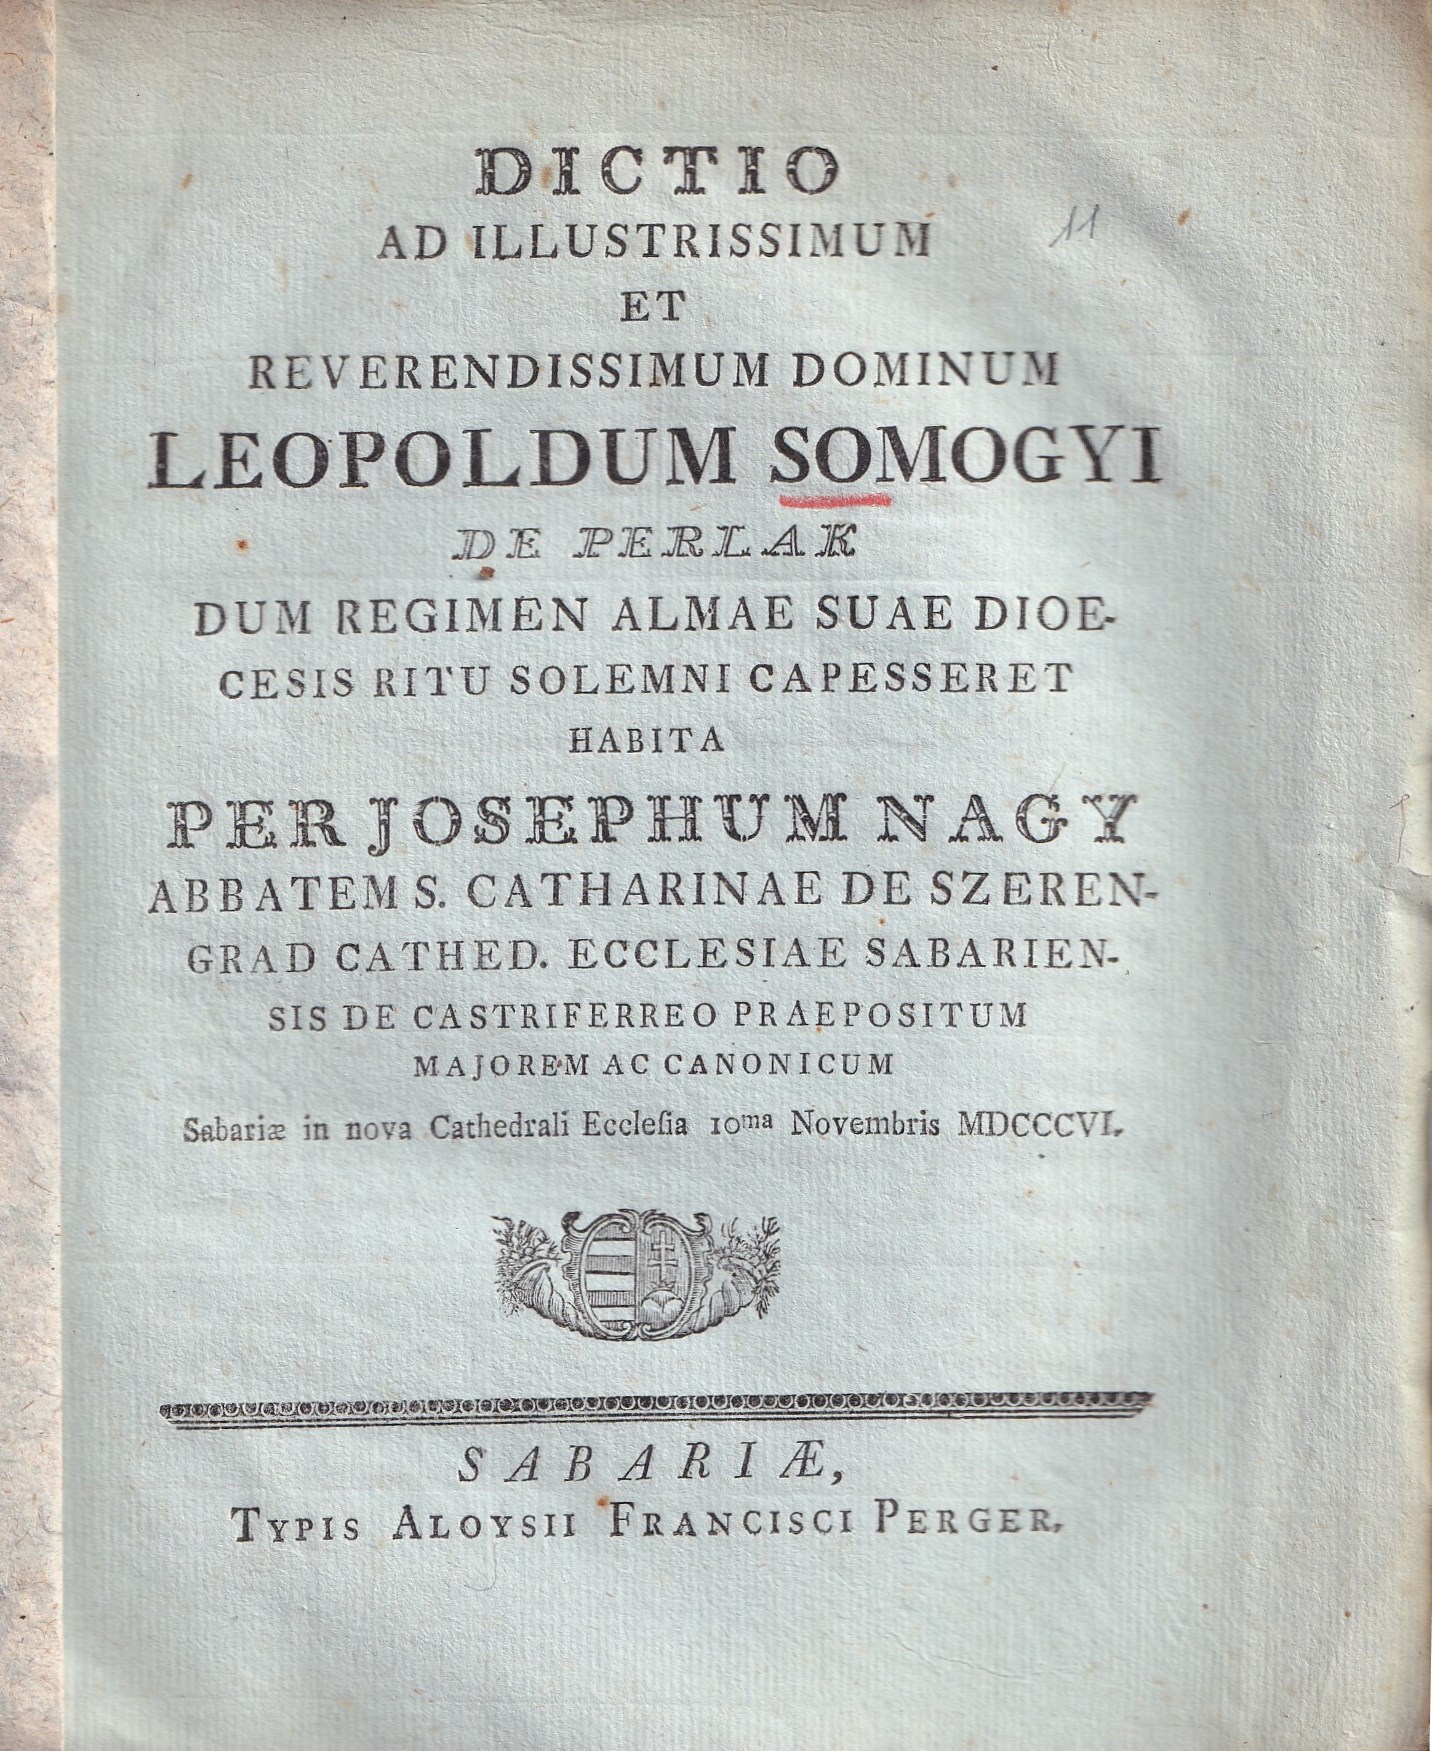 DICTIO
AD ILLUSTRISSIMUM
11
ET
REVERENDISSIMUM DOMINUM
LEOPOLDUM SOMOGYI
DE PERLAK
DUM REGIMEN ALMAE SUAE DIOE-
CESIS RITU SOLEMNI CAPESSERET
HABITA
PER JOSEPHUM NAGY
ABBATEM S. CATHARINAE DE SZEREN-
GRAD CATHED. ECCLESIAE SABARIEN-
SIS DE CASTRIFERREO PRAEPOSITUM
MAJOREM AC CANONICUM
Sabariæ in nova Cathedrali Eccleſia 10ma Novembris MDCCCVI.
SABARIÆ,
TYPIS ALOYSII FRANCISCI PERGER.